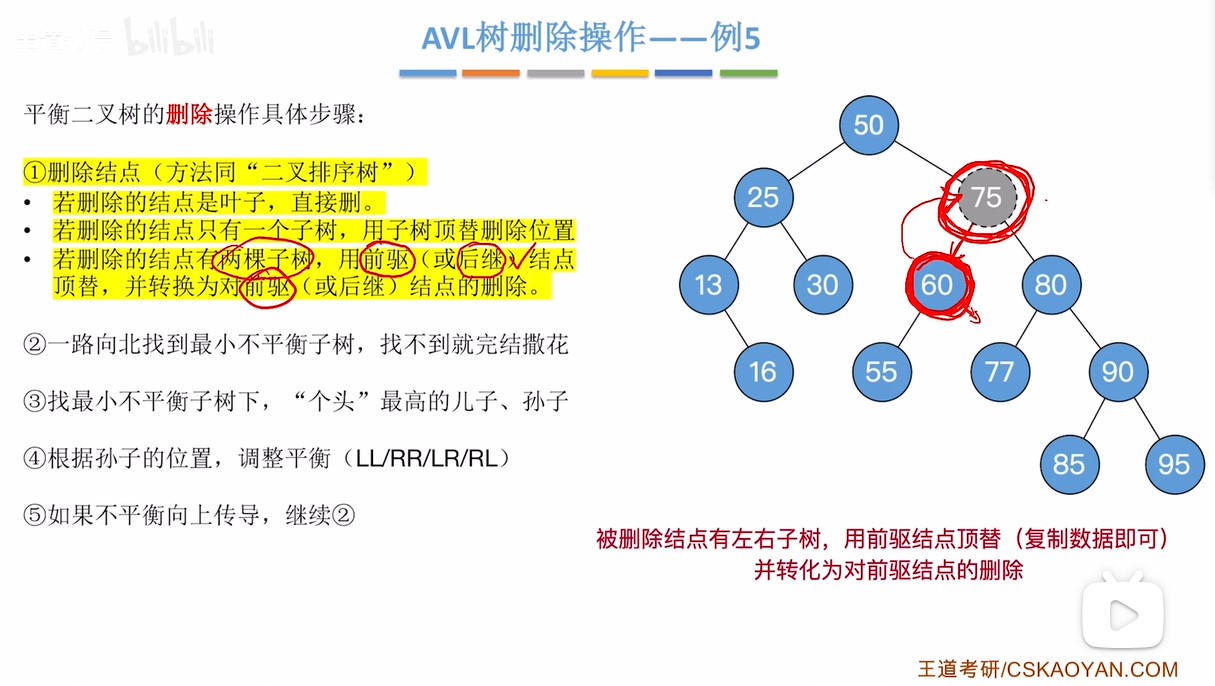 bilibili
AVL树删除操作——例5
平衡二叉树的删除操作具体步骤：
①删除结点（方法同“二叉排序树”）
• 若删除的结点是叶子，直接删。
• 若删除的结点只有一个子树，用子树顶替删除位置
• 若删除的结点有两棵子树，用前驱（或后继）结点
顶替，并转换为对前驱（或后继）结点的删除。
②一路向北找到最小不平衡子树，找不到就完结撒花
③找最小不平衡子树下，“个头”最高的儿子、孙子
④根据孙子的位置，调整平衡（LL/RR/LR/RL）
⑤如果不平衡向上传导，继续②
50
25
75
13
30
60
80
16
55
77
90
85
95
被删除结点有左右子树，用前驱结点顶替（复制数据即可）
并转化为对前驱结点的删除
王道考研/CSKAOYAN.COM